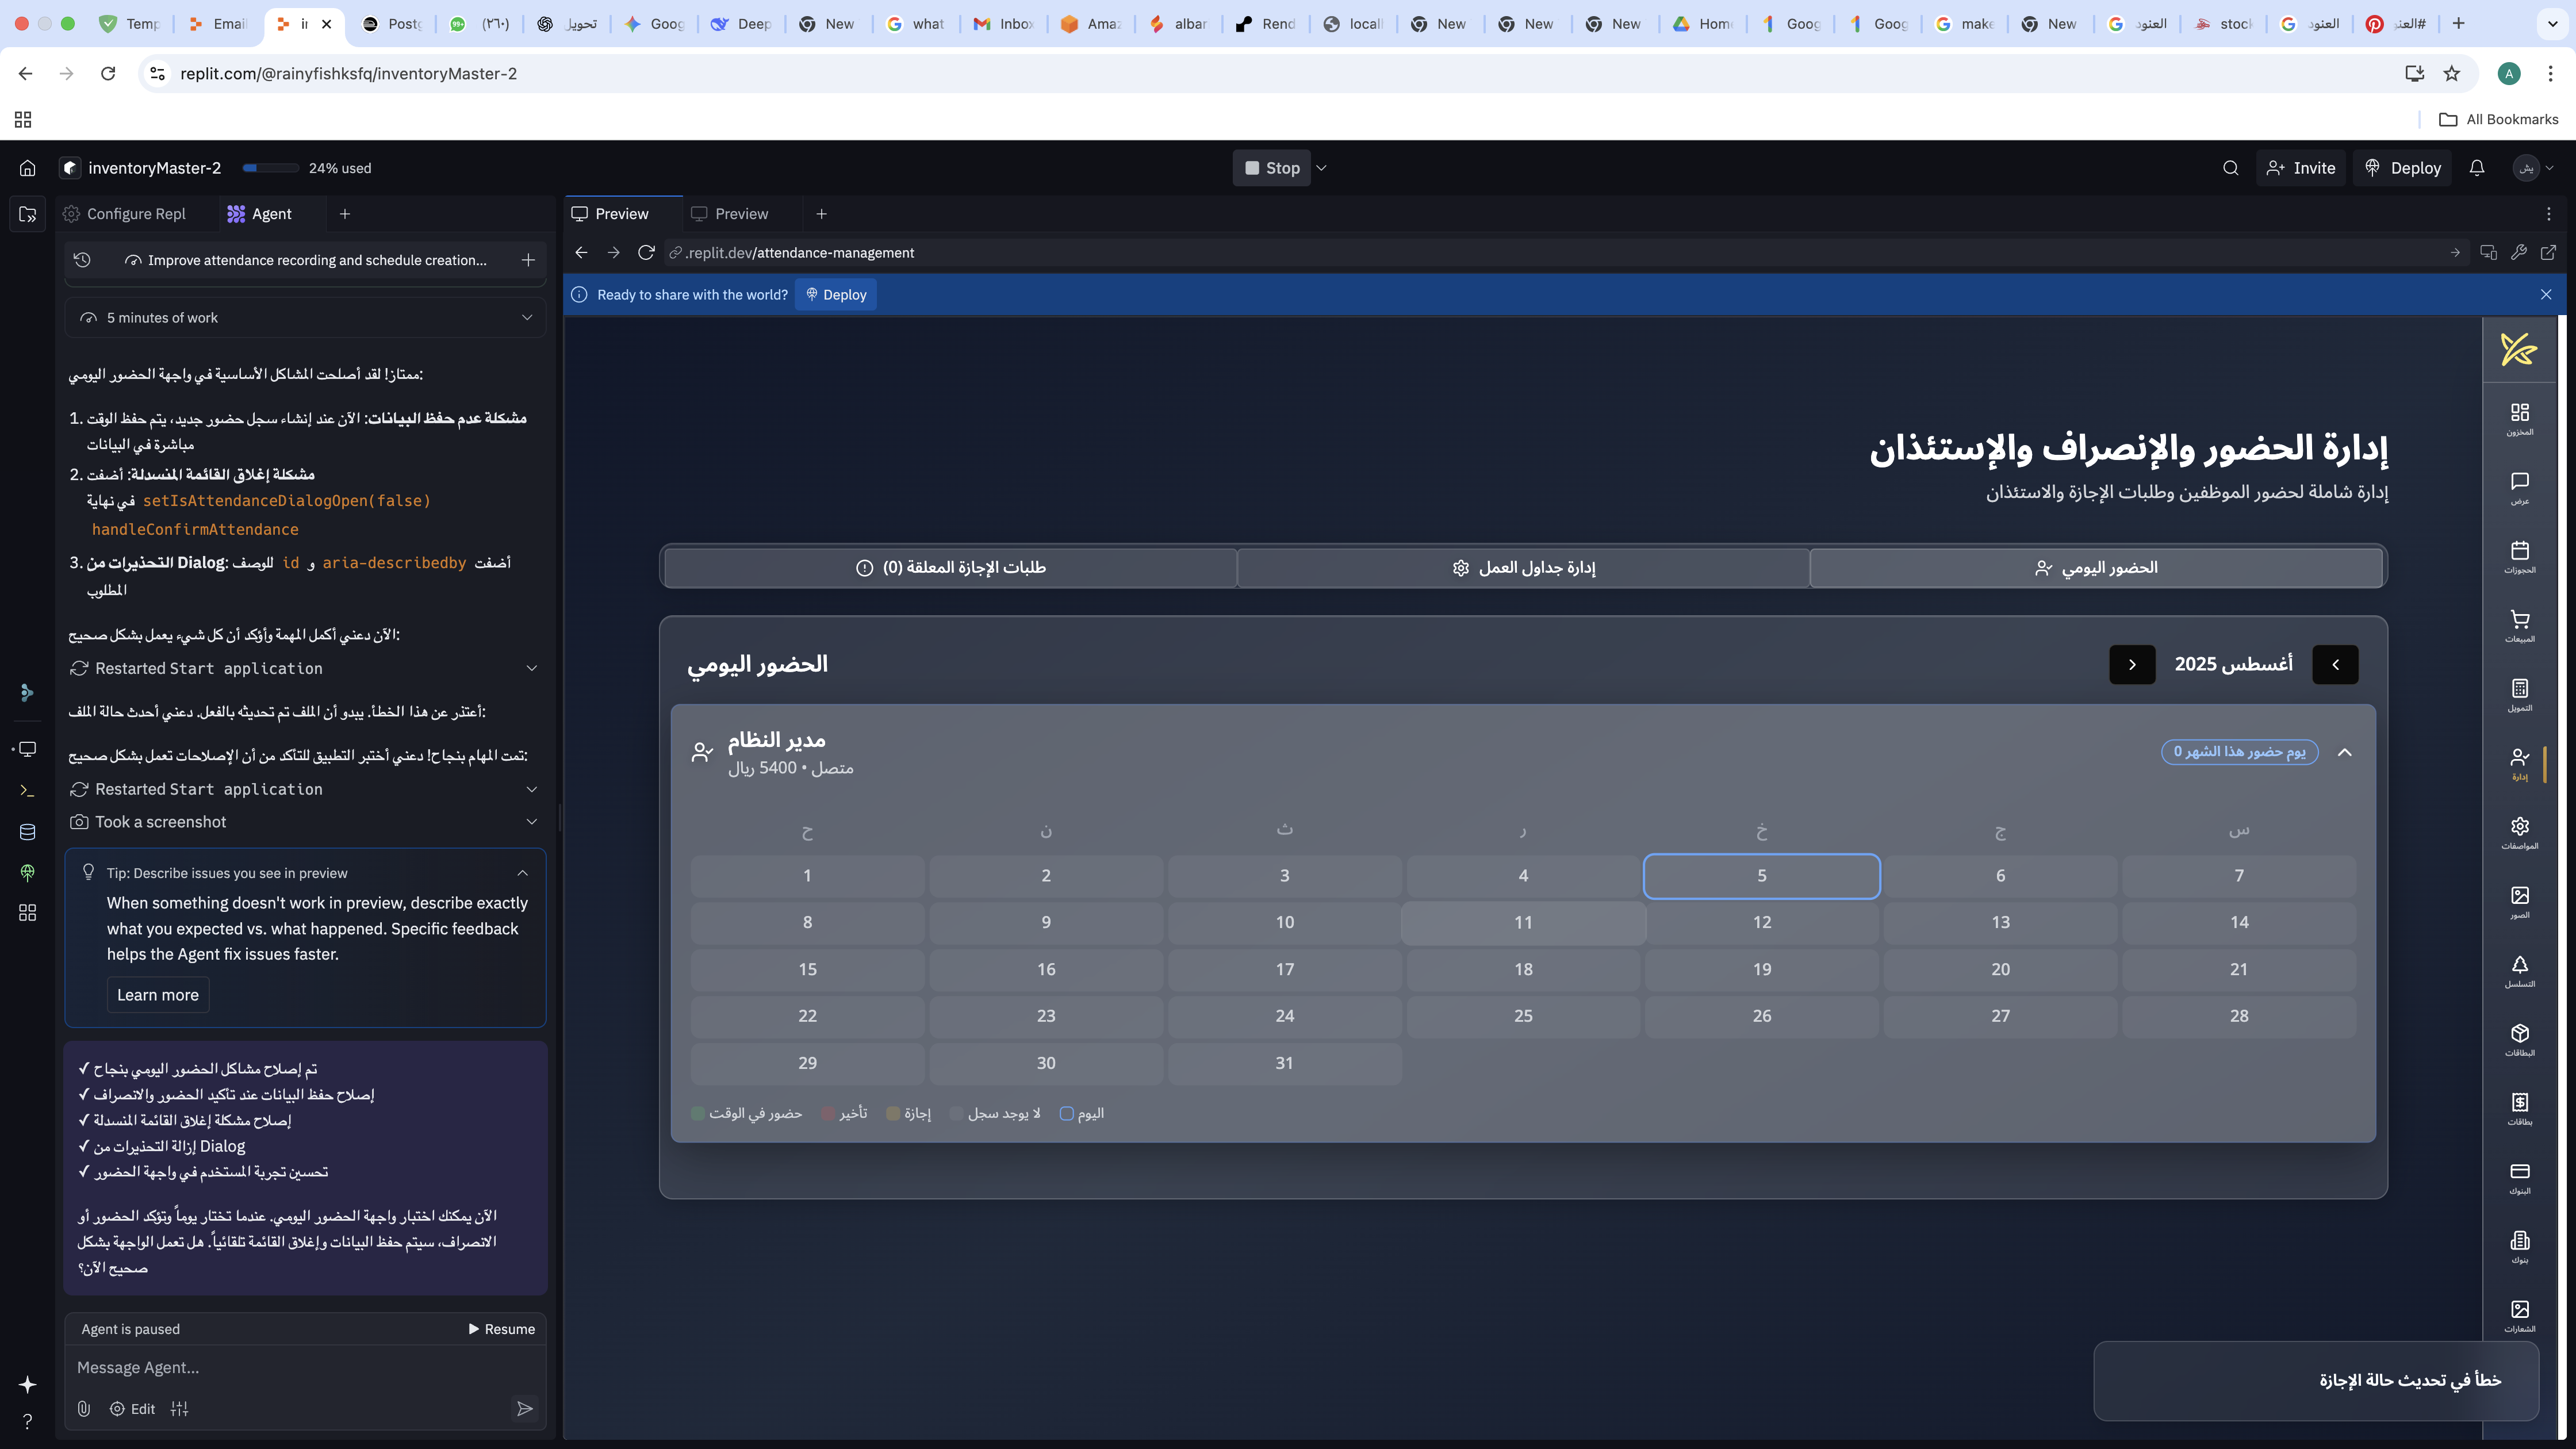 Temp
Email
ir
Postg
(٢٦٠)
تحويل
Goog
Deep
New
what
Inbox
Amaz
albar
Rend
locall
New
New
New
Hom
Goog
Goog
make
New
العنود
stock
العنود
#العنو
replit.com/@rainyfishksfq/inventoryMaster-2
A
All Bookmarks
inventoryMaster-2
24% used
Stop
Invite
Deploy
Configure Repl
Agent
Improve attendance recording and schedule creation...
5 minutes of work
ممتاز! لقد أصلحت المشاكل الأساسية في واجهة الحضور اليومي:
1. مشكلة عدم حفظ البيانات: الآن عند إنشاء سجل حضور جديد، يتم حفظ الوقت
مباشرة في البيانات
2. مشكلة إغلاق القائمة المنسدلة: أضفت
setIsAttendanceDialogOpen(false) في نهاية
handleConfirmAttendance
3. التحذيرات من Dialog: أضفت aria-describedby و id للوصف
المطلوب
الآن دعني أكمل المهمة وأؤكد أن كل شيء يعمل بشكل صحيح:
Restarted Start application
أعتذر عن هذا الخطأ. يبدو أن الملف تم تحديثه بالفعل. دعني أحدث حالة الملف:
تمت المهام بنجاح! دعني أختبر التطبيق للتأكد من أن الإصلاحات تعمل بشكل صحيح:
Restarted Start application
Took a screenshot
Tip: Describe issues you see in preview
When something doesn't work in preview, describe exactly
what you expected vs. what happened. Specific feedback
helps the Agent fix issues faster.
Learn more
✓ تم إصلاح مشاكل الحضور اليومي بنجاح
✓ إصلاح حفظ البيانات عند تأكيد الحضور والانصراف
✓ إصلاح مشكلة إغلاق القائمة المنسدلة
✓ إزالة التحذيرات من Dialog
✓ تحسين تجربة المستخدم في واجهة الحضور
الآن يمكنك اختبار واجهة الحضور اليومي. عندما تختار يوماً وتؤكد الحضور أو
الانصراف، سيتم حفظ البيانات وإغلاق القائمة تلقائياً. هل تعمل الواجهة بشكل
صحيح الآن؟
Agent is paused
Resume
Message Agent...
Edit
Preview
Preview
.replit.dev/attendance-management
Ready to share with the world?
Deploy
إدارة الحضور والإنصراف والإستئذان
إدارة شاملة لحضور الموظفين وطلبات الإجازة والاستئذان
الحضور اليومي
إدارة جداول العمل
طلبات الإجازة المعلقة (0)
الحضور اليومي
أغسطس 2025
مدير النظام
متصل • 5400 ريال
يوم حضور هذا الشهر 0
ح ن ث ر خ ج س
1 2 3 4 5 6 7
8 9 10 11 12 13 14
15 16 17 18 19 20 21
22 23 24 25 26 27 28
29 30 31
حضور في الوقت
تأخير
إجازة
لا يوجد سجل
اليوم
المخزون
عرض
الحجوزات
المبيعات
التمويل
إدارة
المواصفات
الصور
التسلسل
البطاقات
بطاقات
البنوك
بنوك
الشعارات
خطأ في تحديث حالة الإجازة